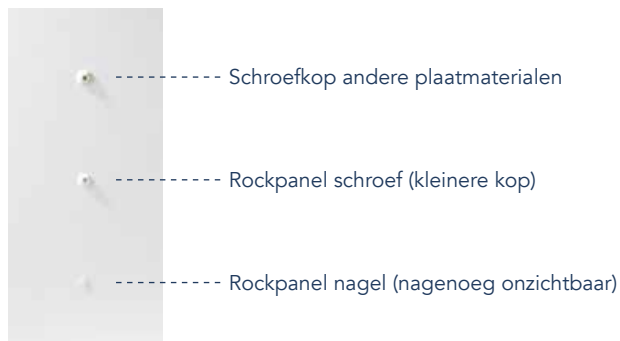 Schroefkop andere plaatmaterialen
Rockpanel schroef (kleinere kop)
Rockpanel nagel (nagenoeg onzichtbaar)